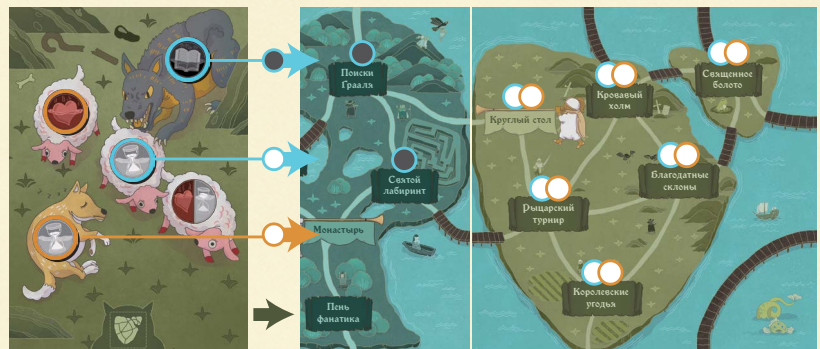 Поиски
Грааля
Святой
лабиринт
Монастырь
Пень
фанатика
Круглый стол
Кровавый
холм
Священное
болото
Благодатные
склоны
Рыцарский
турнир
Королевские
угодья